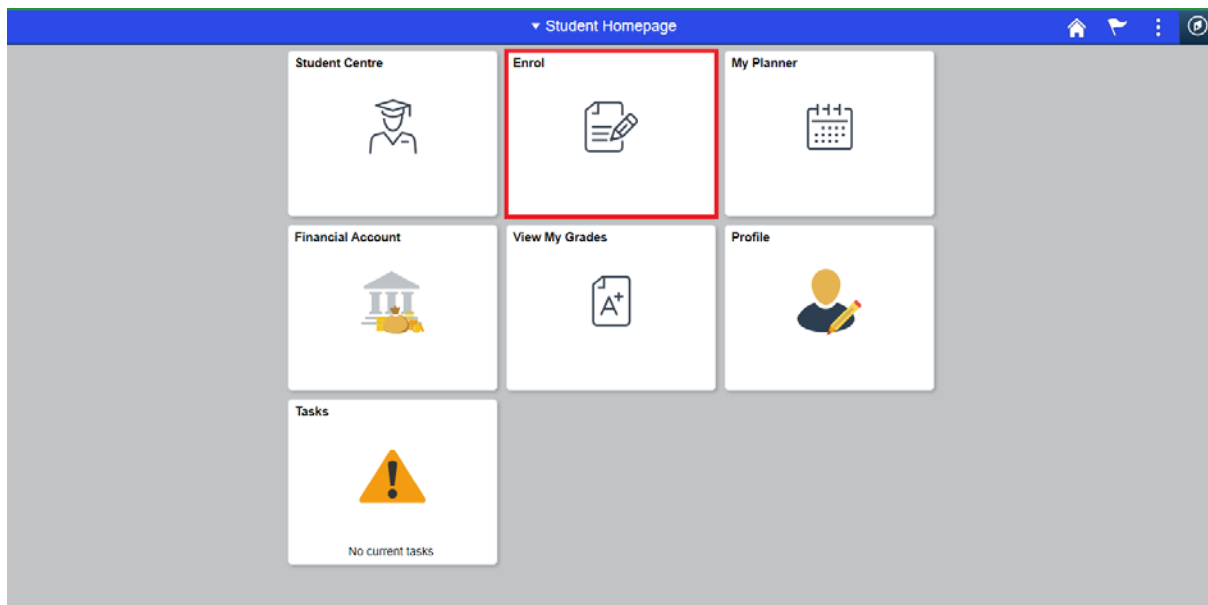 Student Homepage
Student Centre
Enrol
My Planner
Financial Account
View My Grades
A+
Profile
Tasks
No current tasks